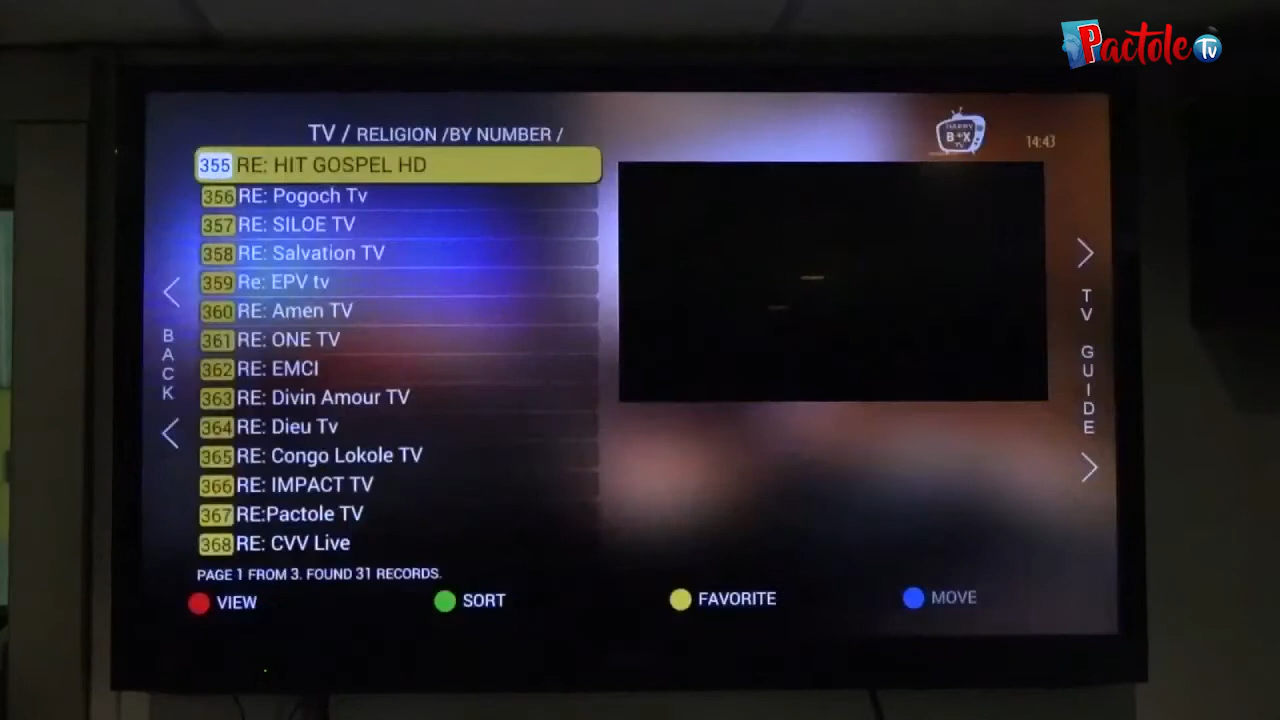 Pactole Tv
TV / RELIGION /BY NUMBER /
B X
TV
14:43
355 RE: HIT GOSPEL HD
356 RE: Pogoch Tv
357 RE: SILOE TV
358 RE: Salvation TV
359 Re: EPV tv
360 RE: Amen TV
361 RE: ONE TV
362 RE: EMCI
363 RE: Divin Amour TV
364 RE: Dieu Tv
365 RE: Congo Lokole TV
366 RE: IMPACT TV
367 RE:Pactole TV
368 RE: CVV Live
BACK
TV GUIDE
PAGE 1 FROM 3. FOUND 31 RECORDS.
VIEW SORT FAVORITE MOVE